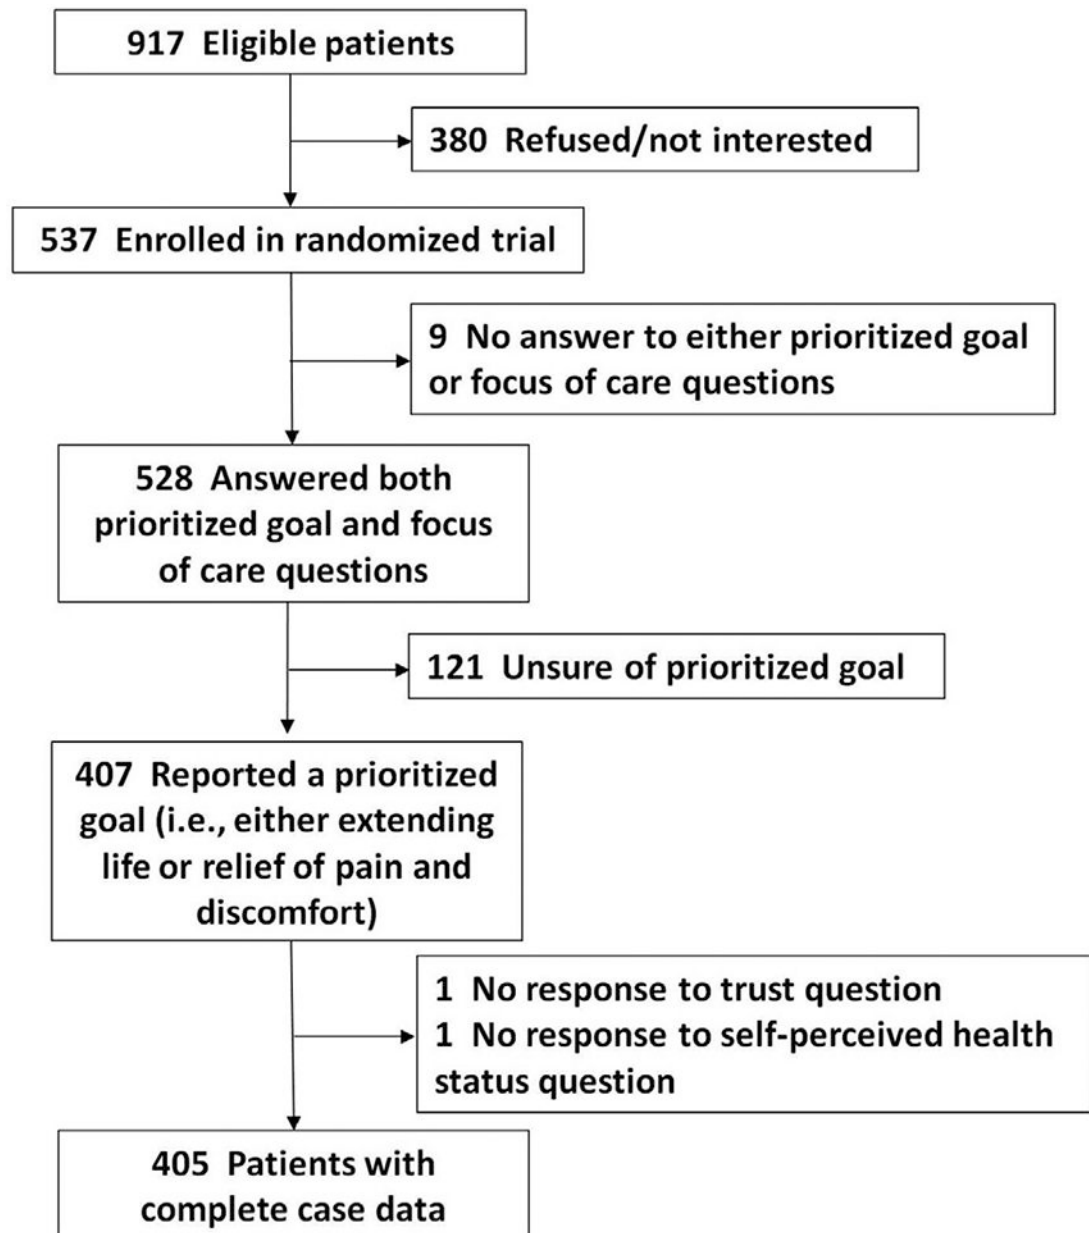 917 Eligible patients
380 Refused/not interested
537 Enrolled in randomized trial
9 No answer to either prioritized goal
or focus of care questions
528 Answered both
prioritized goal and focus
of care questions
121 Unsure of prioritized goal
407 Reported a prioritized
goal (i.e., either extending
life or relief of pain and
discomfort)
1 No response to trust question
1 No response to self-perceived health
status question
405 Patients with
complete case data